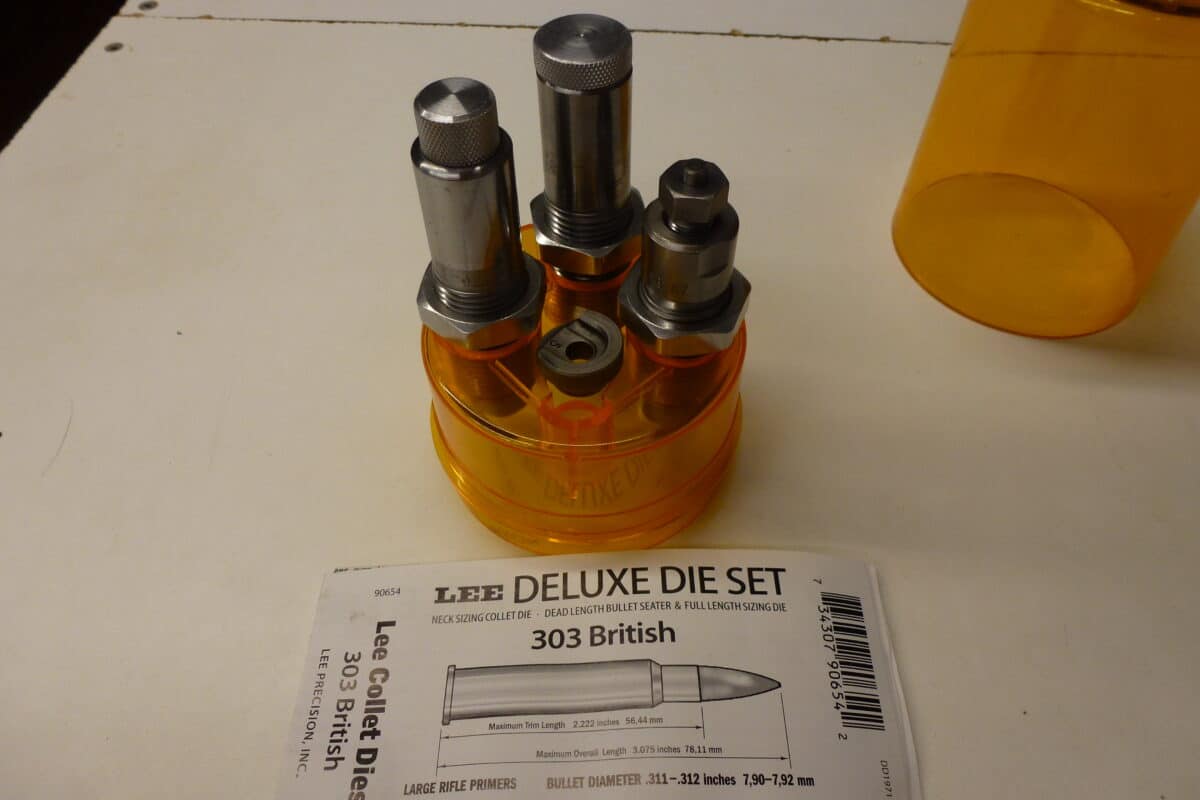 DELUXE DIE
90654
LEE DELUXE DIE SET
NECK SIZING COLLET DIE · DEAD LENGTH BULLET SEATER & FULL LENGTH SIZING DIE
303 British
Maximum Trim Length 2.222 inches 56,44 mm
Maximum Overall Length 3.075 inches 78,11 mm
LARGE RIFLE PRIMERS BULLET DIAMETER .311–.312 inches 7,90–7,92 mm
Lee Collet Dies
303 British
LEE PRECISION, INC.
7 34307 90654 2
DD1971